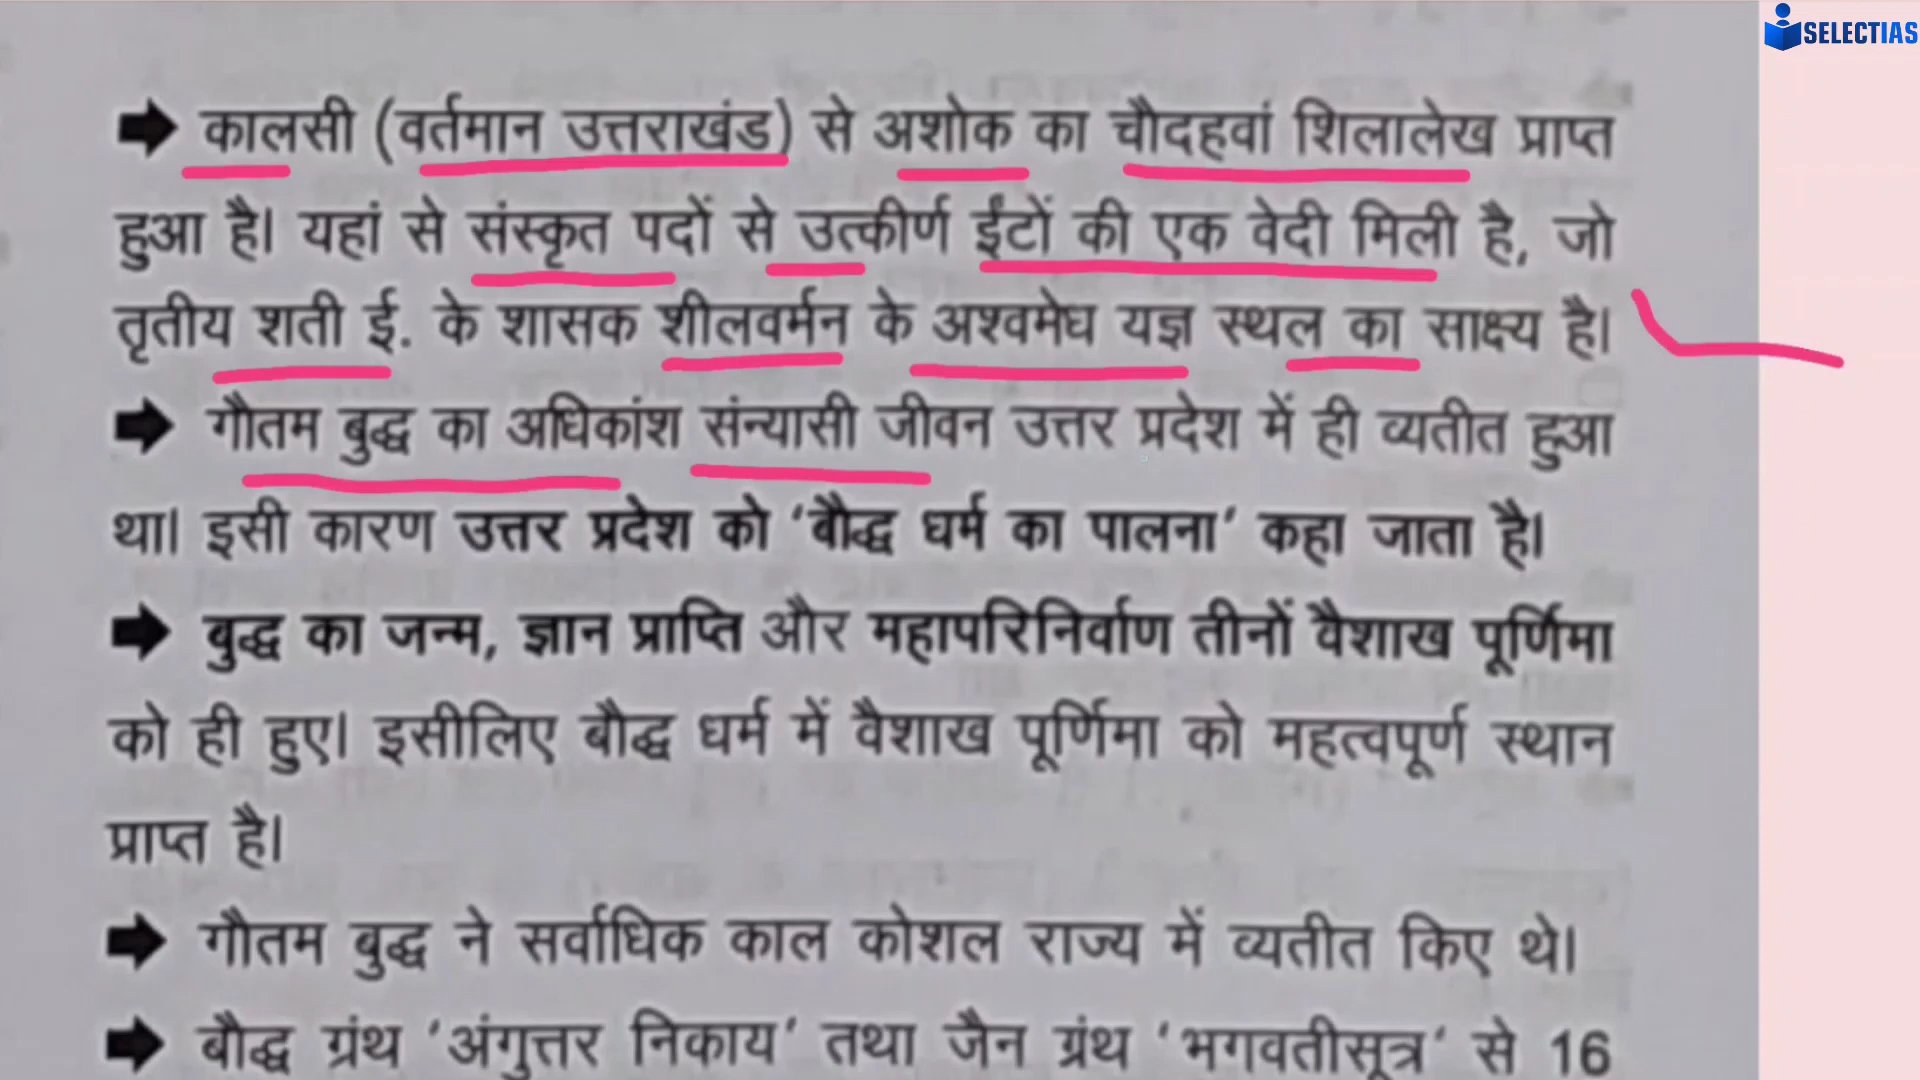 SELECTIAS
➡ कालसी (वर्तमान उत्तराखंड) से अशोक का चौदहवां शिलालेख प्राप्त
हुआ है। यहां से संस्कृत पदों से उत्कीर्ण ईंटों की एक वेदी मिली है, जो
तृतीय शती ई. के शासक शीलवर्मन के अश्वमेघ यज्ञ स्थल का साक्ष्य है।
➡ गौतम बुद्ध का अधिकांश संन्यासी जीवन उत्तर प्रदेश में ही व्यतीत हुआ
था। इसी कारण उत्तर प्रदेश को ‘बौद्ध धर्म का पालना’ कहा जाता है।
➡ बुद्ध का जन्म, ज्ञान प्राप्ति और महापरिनिर्वाण तीनों वैशाख पूर्णिमा
को ही हुए। इसीलिए बौद्ध धर्म में वैशाख पूर्णिमा को महत्वपूर्ण स्थान
प्राप्त है।
➡ गौतम बुद्ध ने सर्वाधिक काल कोशल राज्य में व्यतीत किए थे।
➡ बौद्ध ग्रंथ ‘अंगुत्तर निकाय’ तथा जैन ग्रंथ ‘भगवतीसूत्र’ से 16